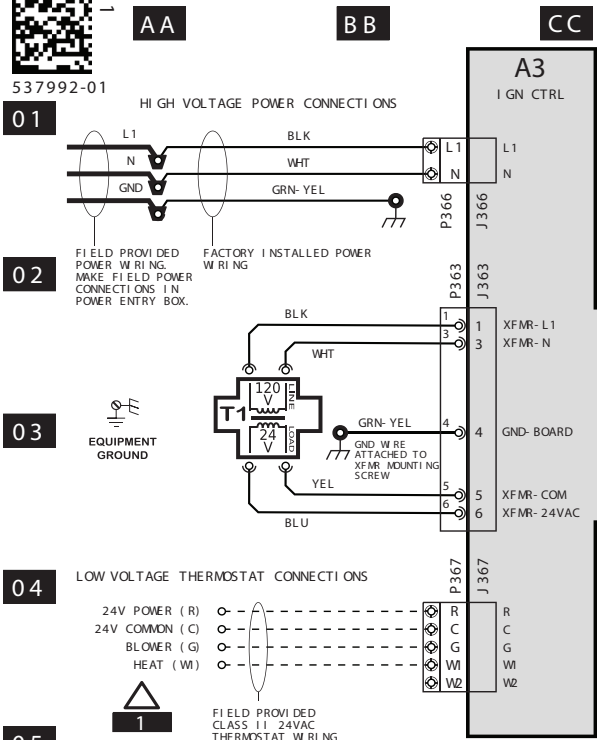 AA
BB
CC
537992-01
A3
IGN CTRL
01
HIGH VOLTAGE POWER CONNECTIONS
L1
BLK
L1
L1
N
WHT
N
N
GND
GRN-YEL
P366
J366
FIELD PROVIDED
POWER WIRING.
MAKE FIELD POWER
CONNECTIONS IN
POWER ENTRY BOX.
FACTORY INSTALLED POWER
WIRING
02
P363
J363
BLK
1
1
XFMR-L1
WHT
3
3
XFMR-N
120
V
LINE
T1
24
V
LOAD
03
EQUIPMENT
GROUND
GRN-YEL
4
4
GND-BOARD
GND WIRE
ATTACHED TO
XFMR MOUNTING
SCREW
YEL
5
5
XFMR-COM
BLU
6
6
XFMR-24VAC
04
LOW VOLTAGE THERMOSTAT CONNECTIONS
P367
J367
24V POWER (R)
R
R
24V COMMON (C)
C
C
BLOWER (G)
G
G
HEAT (W1)
W1
W1
W2
W2
1
FIELD PROVIDED
CLASS II 24VAC
THERMOSTAT WIRING
05